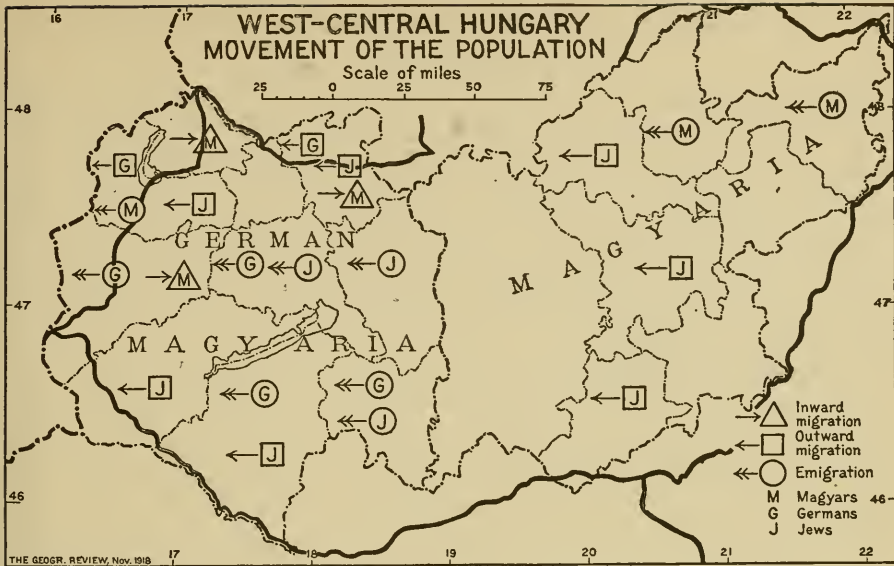 16 17 21 22
WEST-CENTRAL HUNGARY
MOVEMENT OF THE POPULATION
Scale of miles
25 0 25 50 75
48 48
M
G
G
J
M
M
M
J
M
J
GERMAN
MAGYARIA
G
M
G
J
J
J
47 47
MAGYARIA
J
G
G
J
J
J
Inward
migration
Outward
migration
Emigration
M Magyars
G Germans
J Jews
46 46
THE GEOGR. REVIEW, Nov. 1918
17 18 19 20 21 22